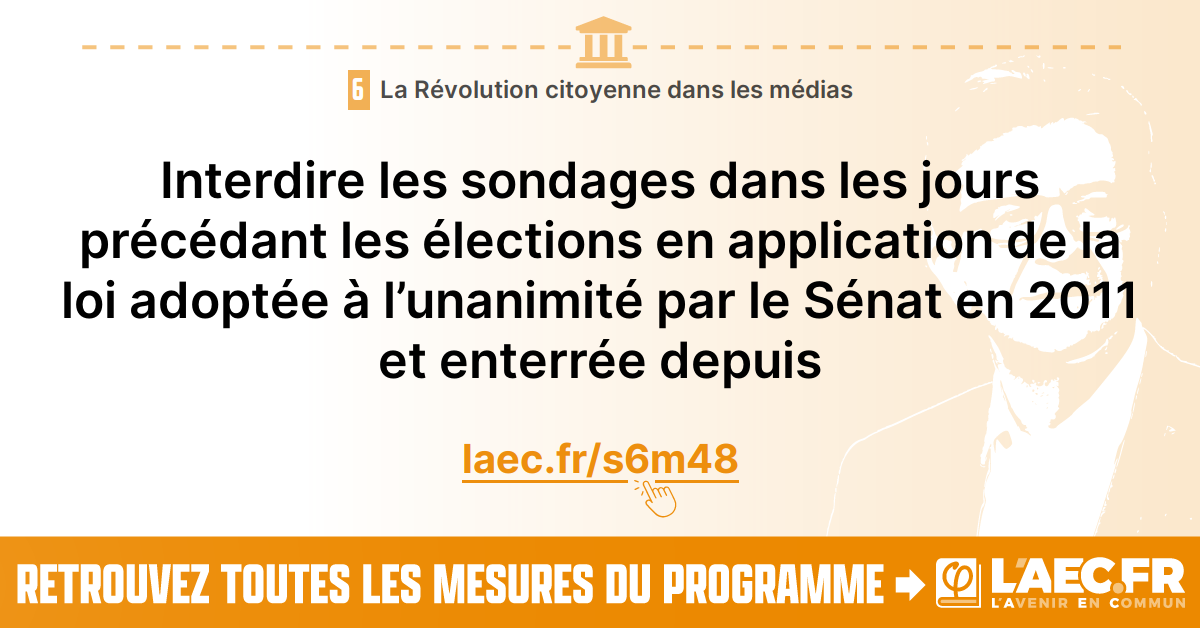 6 La Révolution citoyenne dans les médias
Interdire les sondages dans les jours
précédant les élections en application de la
loi adoptée à l’unanimité par le Sénat en 2011
et enterrée depuis
laec.fr/s6m48
RETROUVEZ TOUTES LES MESURES DU PROGRAMME
φ L'AEC.FR
L'AVENIR EN COMMUN